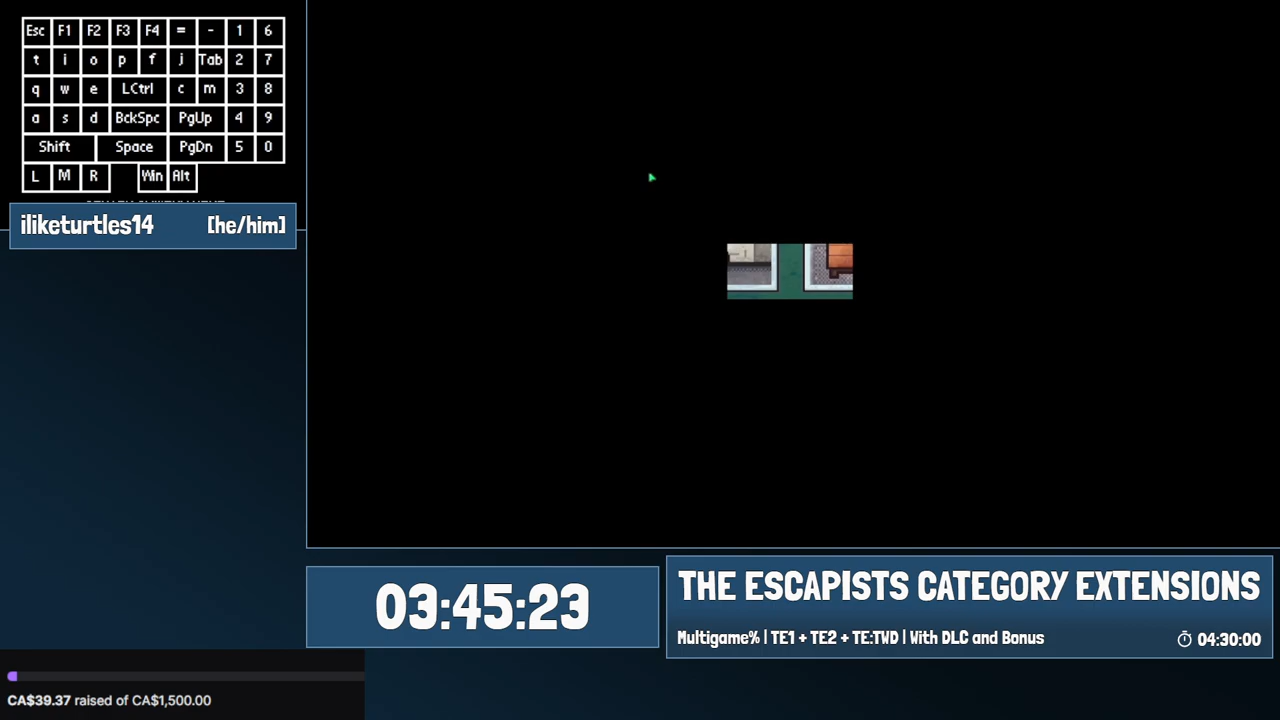 Esc F1 F2 F3 F4 = - 1 6
t i o p f j Tab 2 7
q w e LCtrl c m 3 8
a s d BckSpc PgUp 4 9
Shift Space PgDn 5 0
L M R Win Alt
iliketurtles14 [he/him]
03:45:23
THE ESCAPISTS CATEGORY EXTENSIONS
Multigame% | TE1 + TE2 + TE:TWD | With DLC and Bonus 04:30:00
CA$39.37 raised of CA$1,500.00